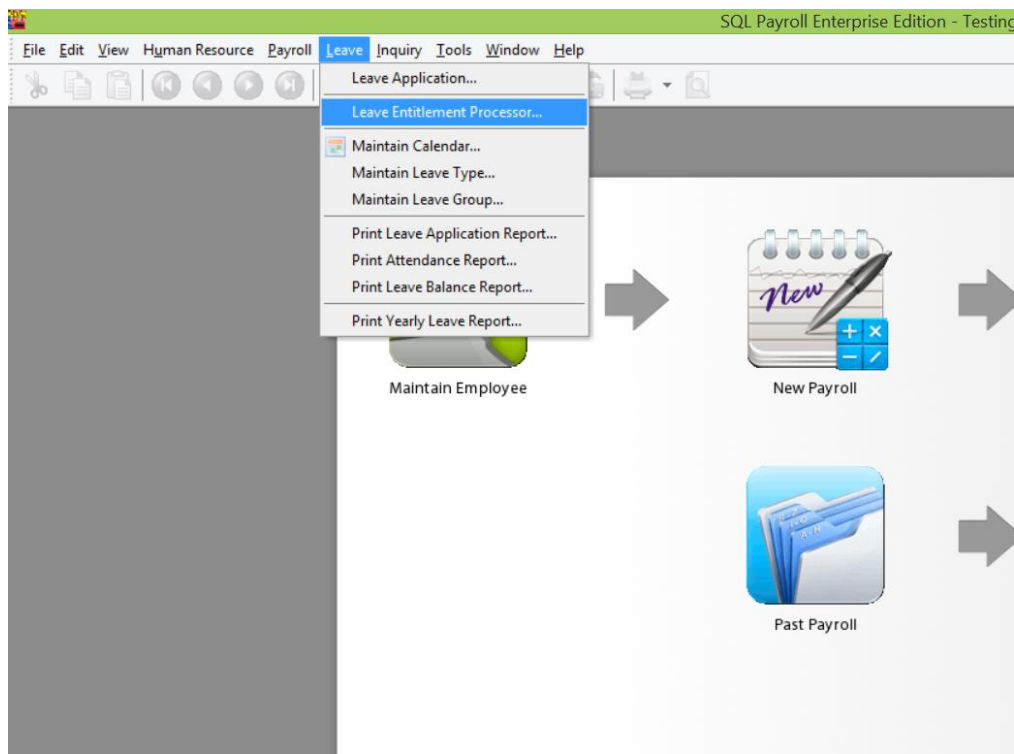 SQL Payroll Enterprise Edition - Testing
File Edit View Human Resource Payroll Leave Inquiry Tools Window Help
Leave Application...
Leave Entitlement Processor...
Maintain Calendar...
Maintain Leave Type...
Maintain Leave Group...
Print Leave Application Report...
Print Attendance Report...
Print Leave Balance Report...
Print Yearly Leave Report...
New
Maintain Employee
New Payroll
Past Payroll